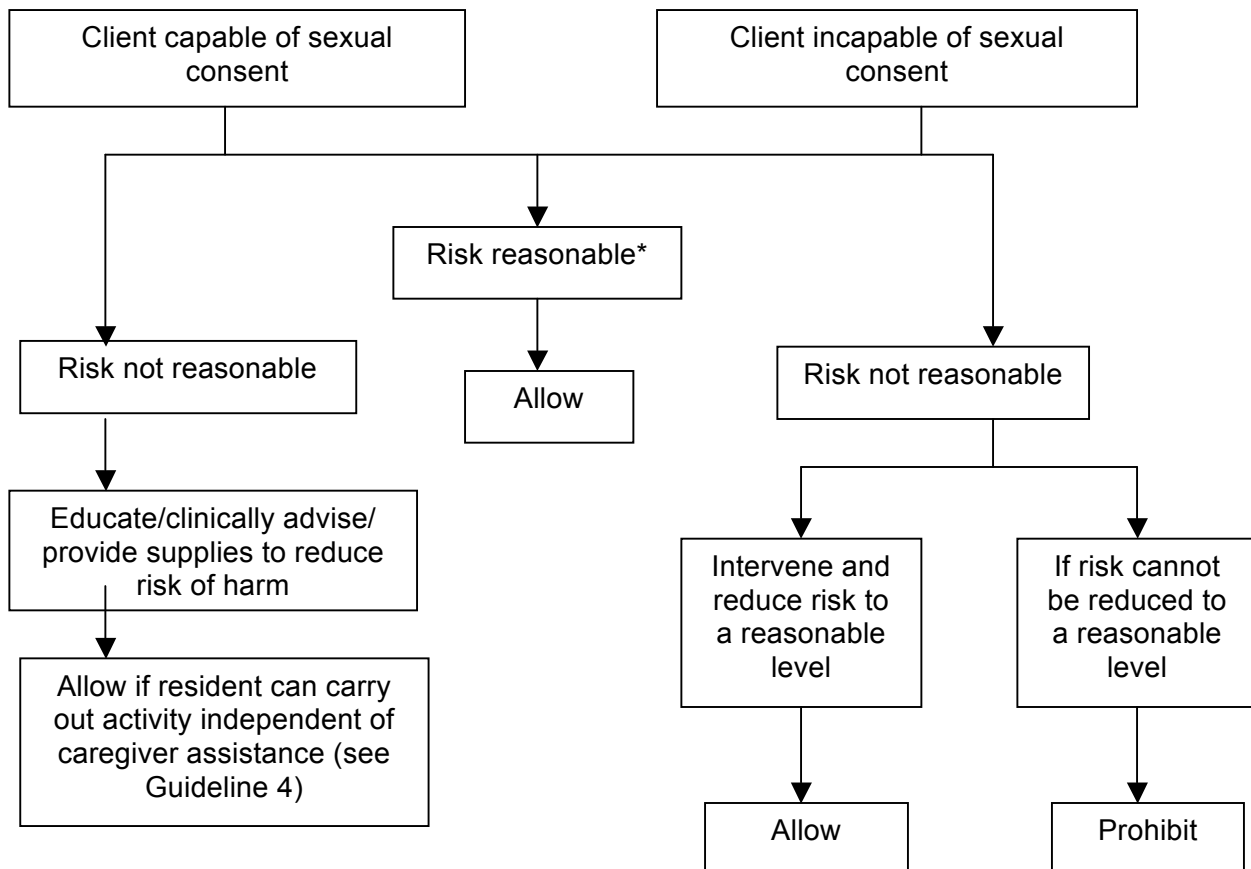 Client capable of sexual
consent
Client incapable of sexual
consent
Risk reasonable*
Allow
Risk not reasonable
Risk not reasonable
Educate/clinically advise/
provide supplies to reduce
risk of harm
Allow if resident can carry
out activity independent of
caregiver assistance (see
Guideline 4)
Intervene and
reduce risk to
a reasonable
level
If risk cannot
be reduced to
a reasonable
level
Allow
Prohibit